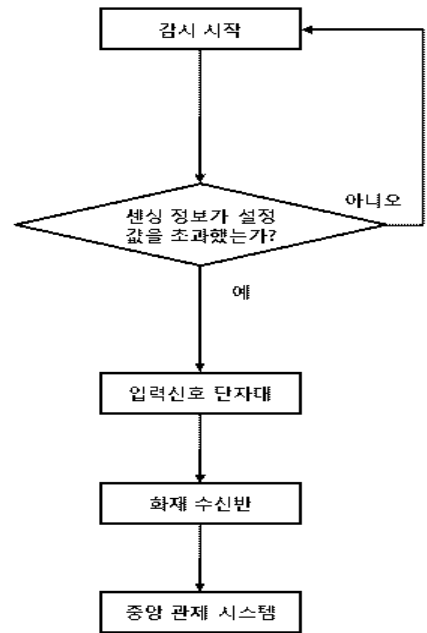 감시 시작
센싱 정보가 설정
값을 초과했는가?
아니오
예
입력신호 단자대
화재 수신반
중앙 관제 시스템